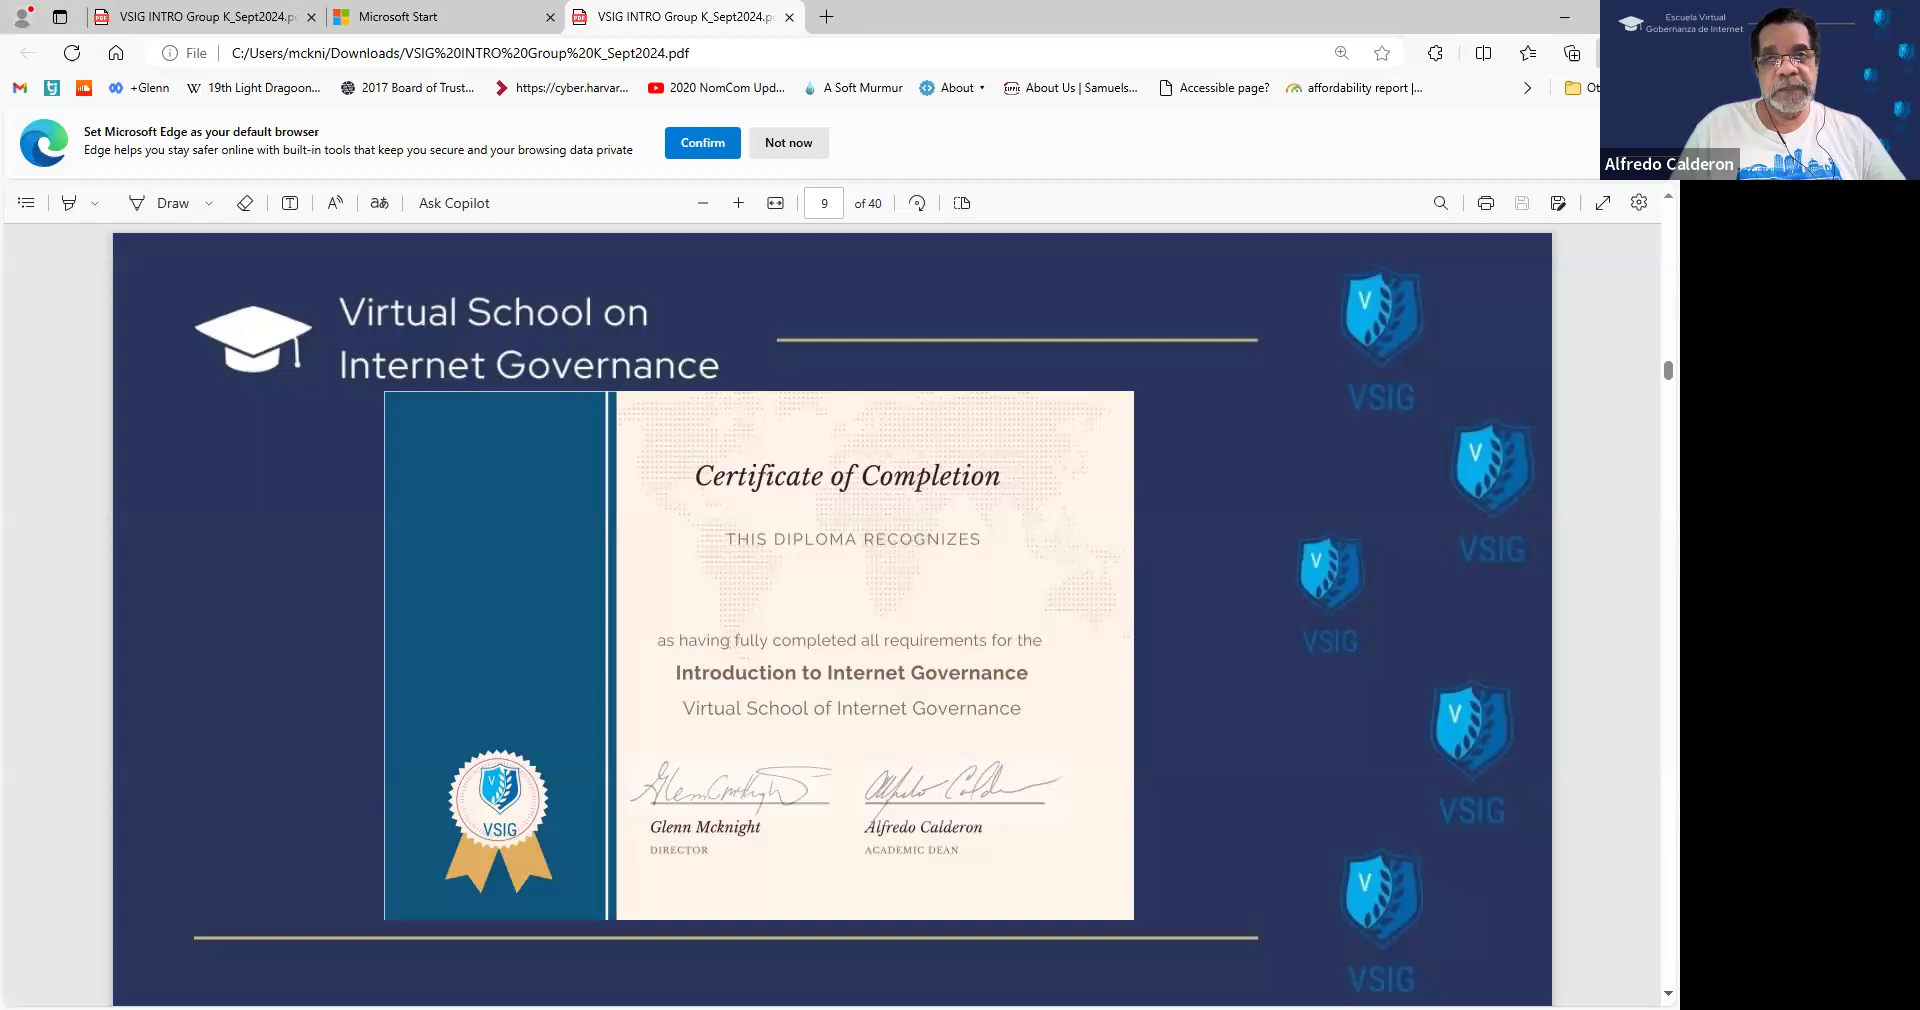 VSIG INTRO Group K_Sept2024.p
Microsoft Start
VSIG INTRO Group K_Sept2024.p
File
C:/Users/mckni/Downloads/VSIG%20INTRO%20Group%20K_Sept2024.pdf
+Glenn
19th Light Dragoon...
2017 Board of Trust...
https://cyber.harvar...
2020 NomCom Upd...
A Soft Murmur
About
About Us | Samuels...
Accessible page?
affordability report |...
Ot
Set Microsoft Edge as your default browser
Edge helps you stay safer online with built-in tools that keep you secure and your browsing data private
Confirm
Not now
Escuela Virtual
Gobernanza de Internet
Alfredo Calderon
Draw
aあ
Ask Copilot
9 of 40
Virtual School on
Internet Governance
Certificate of Completion
THIS DIPLOMA RECOGNIZES
as having fully completed all requirements for the
Introduction to Internet Governance
Virtual School of Internet Governance
Glenn Mcknight
DIRECTOR
Alfredo Calderon
ACADEMIC DEAN
VSIG
V
VSIG
V
VSIG
V
VSIG
V
VSIG
V
VSIG